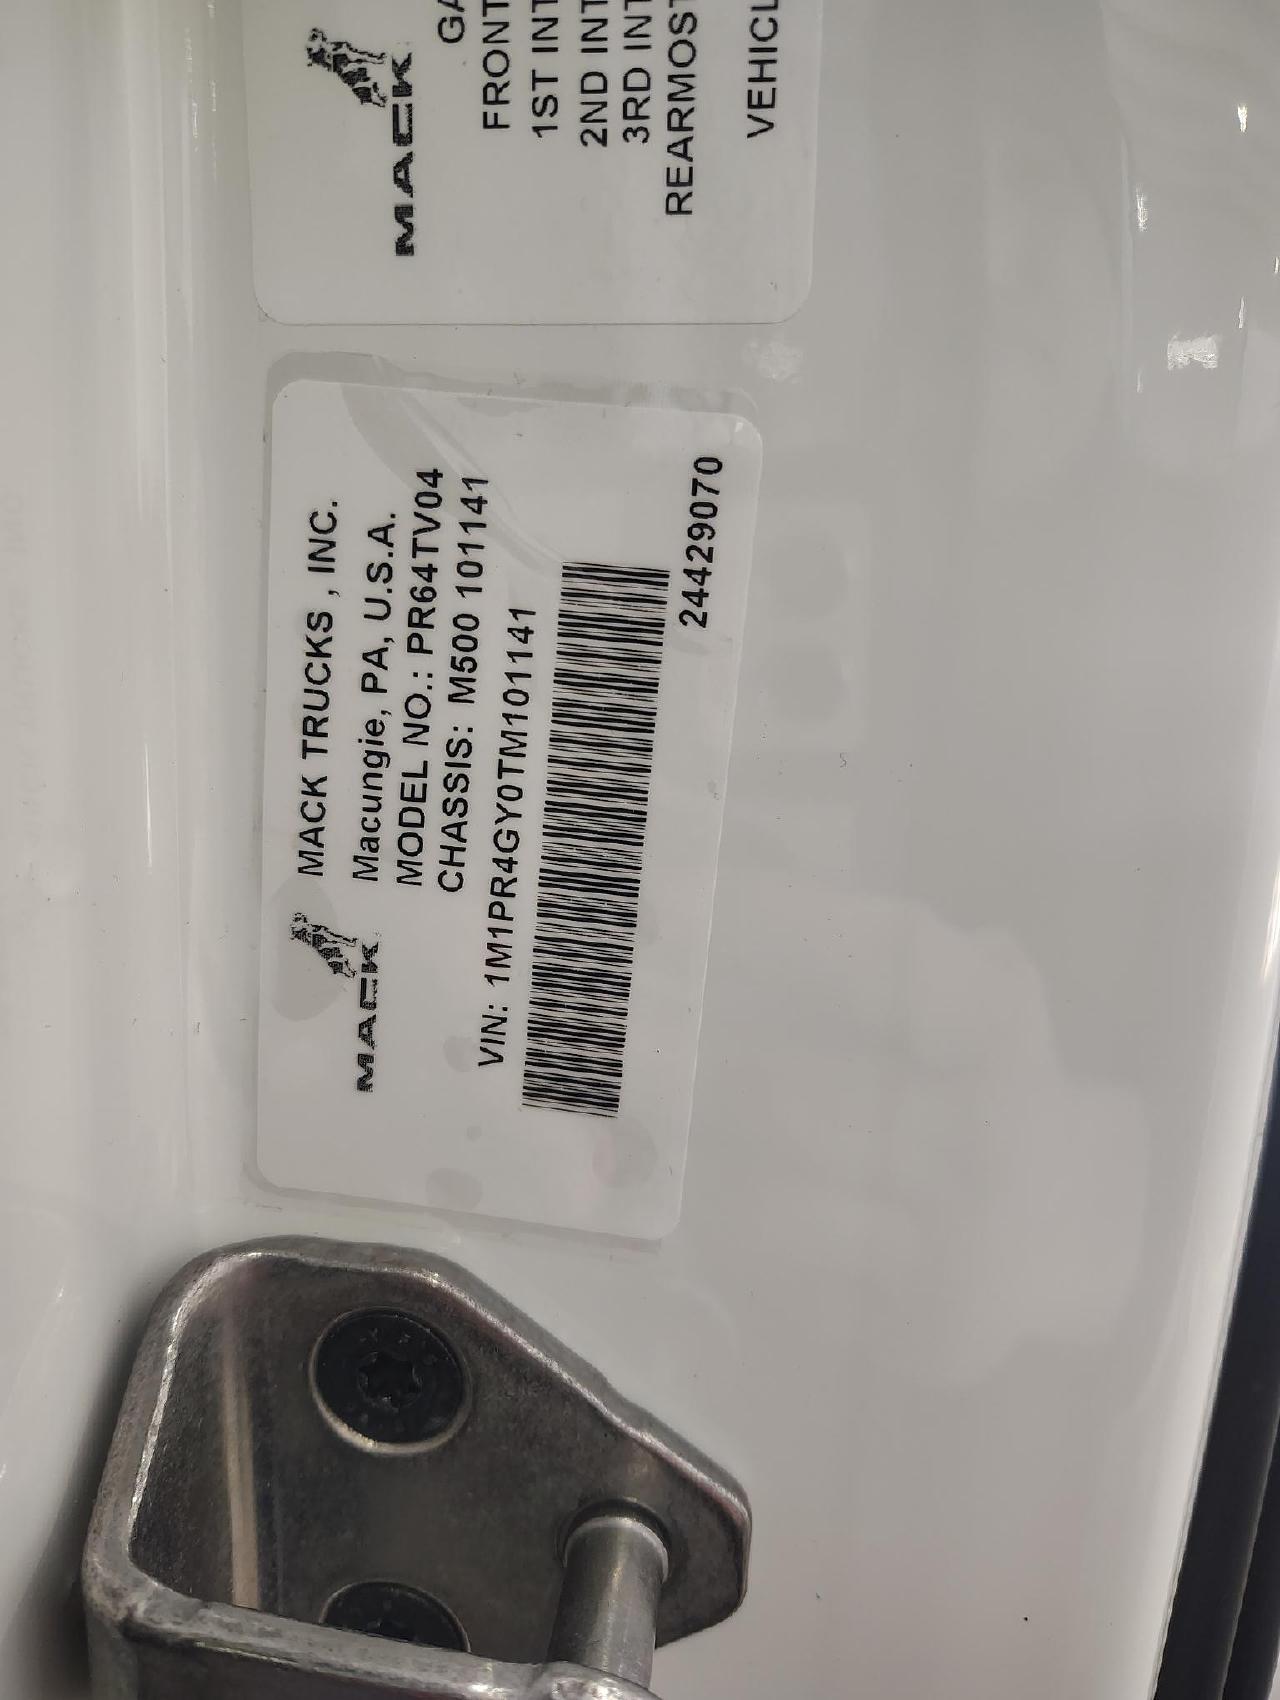 MACK
MACK TRUCKS , INC.
Macungie, PA, U.S.A.
MODEL NO.: PR64TV04
CHASSIS: M500 101141
VIN: 1M1PR4GY0TM101141
24429070
MACK
GA
FRONT
1ST INT
2ND INT
3RD INT
REARMOST
VEHICL